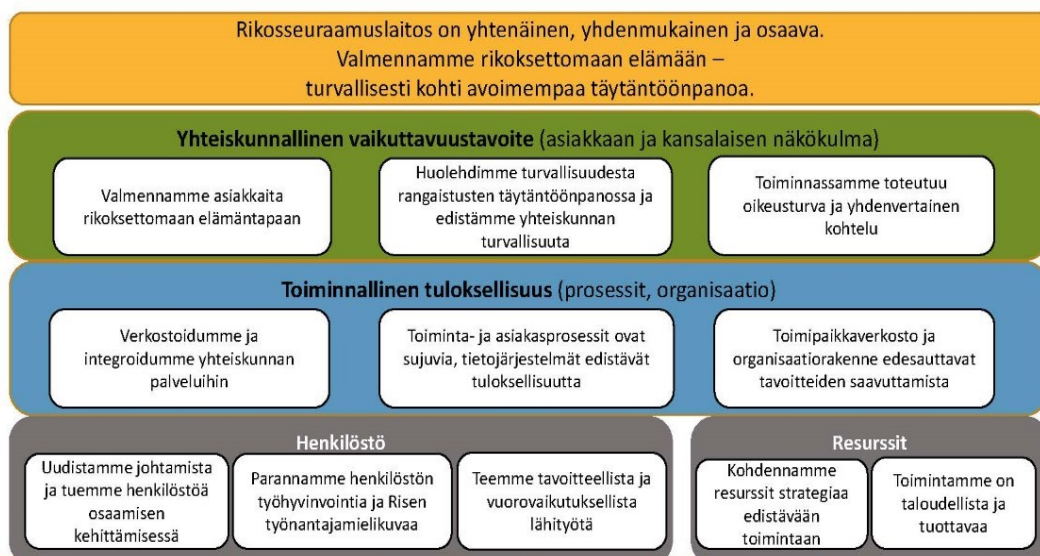 Rikosseuraamuslaitos on yhtenäinen, yhdenmukainen ja osaava.
Valmennamme rikoksettomaan elämään –
turvallisesti kohti avoimempaa täytäntöönpanoa.
Yhteiskunnallinen vaikuttavuustavoite (asiakkaan ja kansalaisen näkökulma)
Valmennamme asiakkaita
rikoksettomaan elämäntapaan
Huolehdimme turvallisuudesta
rangaistusten täytäntöönpanossa ja
edistämme yhteiskunnan
turvallisuuta
Toiminnassamme toteutuu
oikeusturva ja yhdenvertainen
kohtelu
Toiminnallinen tuloksellisuus (prosessit, organisaatio)
Verkostoidumme ja
integroidumme yhteiskunnan
palveluihin
Toiminta- ja asiakasprosessit ovat
sujuvia, tietojärjestelmät edistävät
tuloksellisuutta
Toimipaikkaverkosto ja
organisaatiorakenne edesauttavat
tavoitteiden saavuttamista
Henkilöstö
Uudistamme johtamista
ja tuemme henkilöstöä
osaamisen
kehittämisessä
Parannamme henkilöstön
työhyvinvointia ja Risen
työnantajamielikuvaa
Teemme tavoitteellista ja
vuorovaikutuksellista
lähityötä
Resurssit
Kohdennamme
resurssit strategiaa
edistävään
toimintaan
Toimintamme on
taloudellista ja
tuottavaa